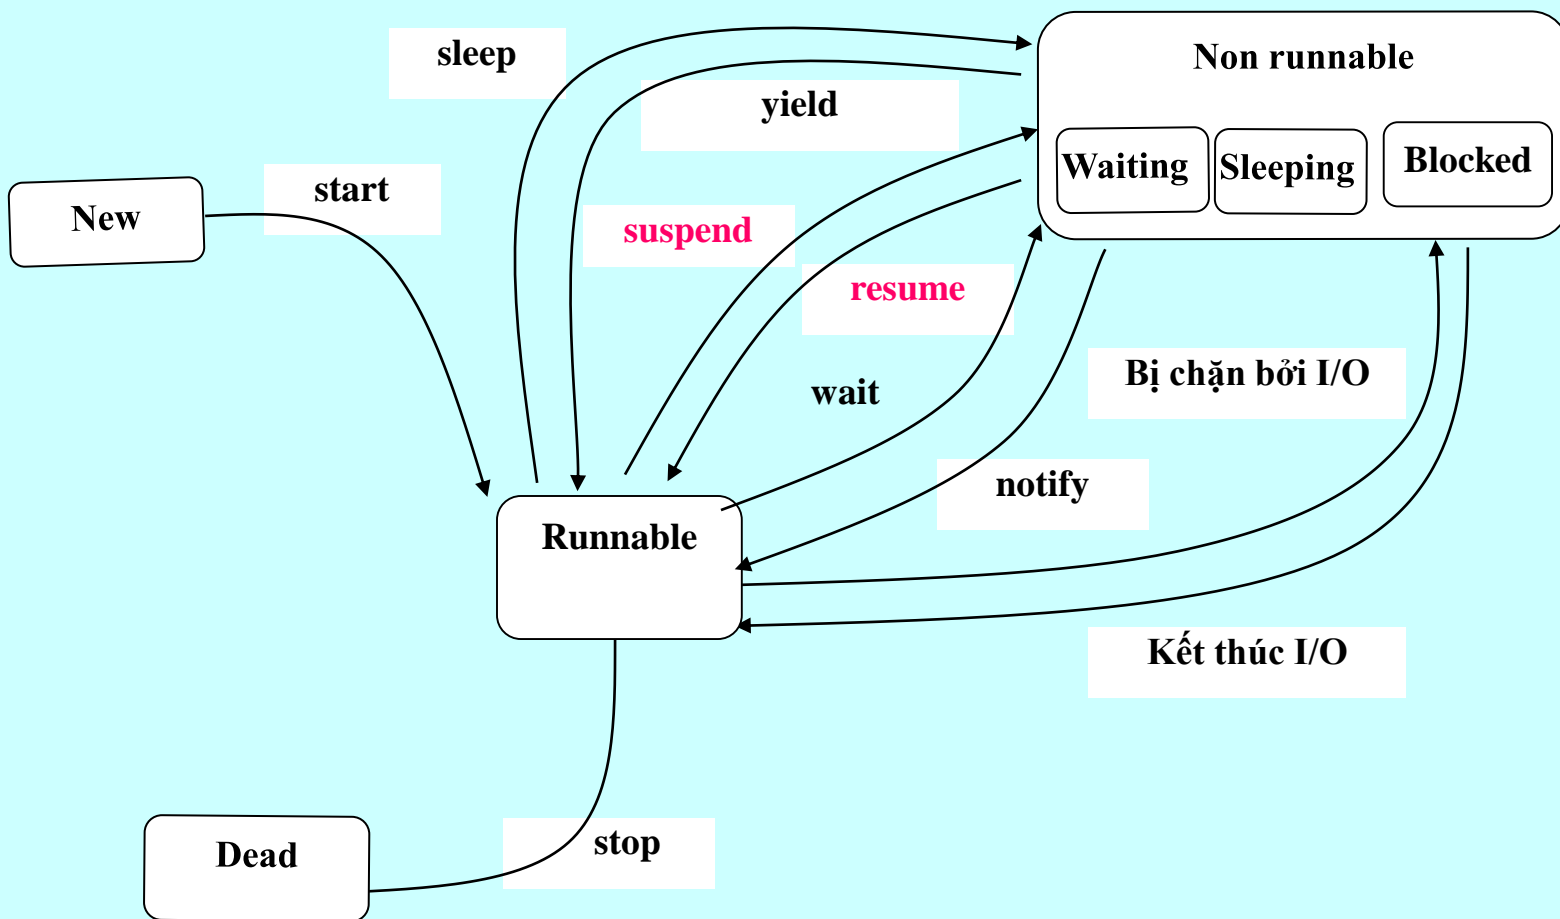 sleep
Non runnable
yield
Waiting
Sleeping
Blocked
start
New
suspend
resume
Bị chặn bởi I/O
wait
notify
Runnable
Kết thúc I/O
stop
Dead